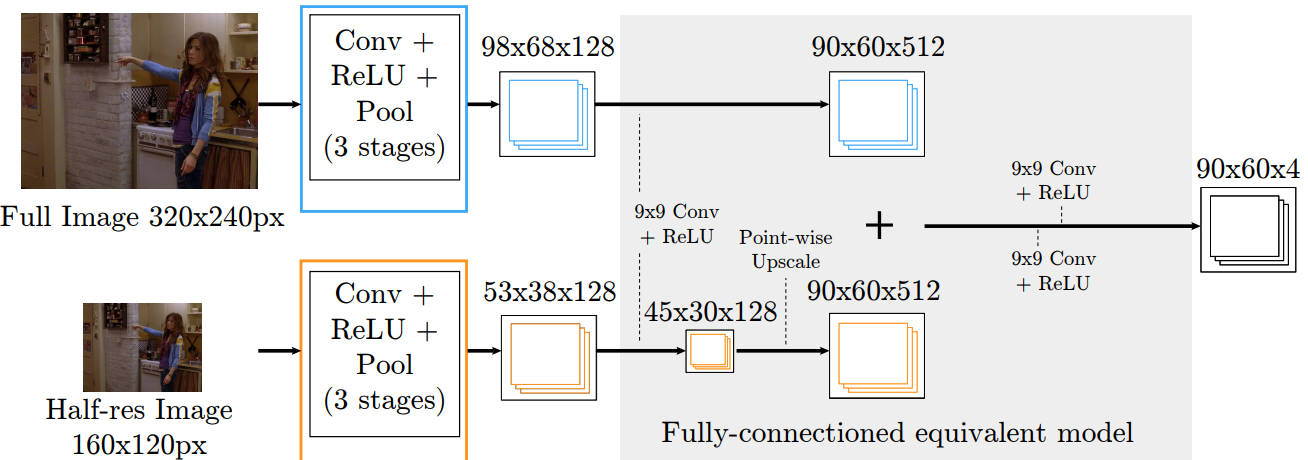 Conv +
ReLU +
Pool
(3 stages)
98x68x128
90x60x512
Full Image 320x240px
9x9 Conv
+ ReLU
Point-wise
Upscale
+
9x9 Conv
+ ReLU
9x9 Conv
+ ReLU
90x60x4
Conv +
ReLU +
Pool
(3 stages)
53x38x128
45x30x128
90x60x512
Half-res Image
160x120px
Fully-connectioned equivalent model